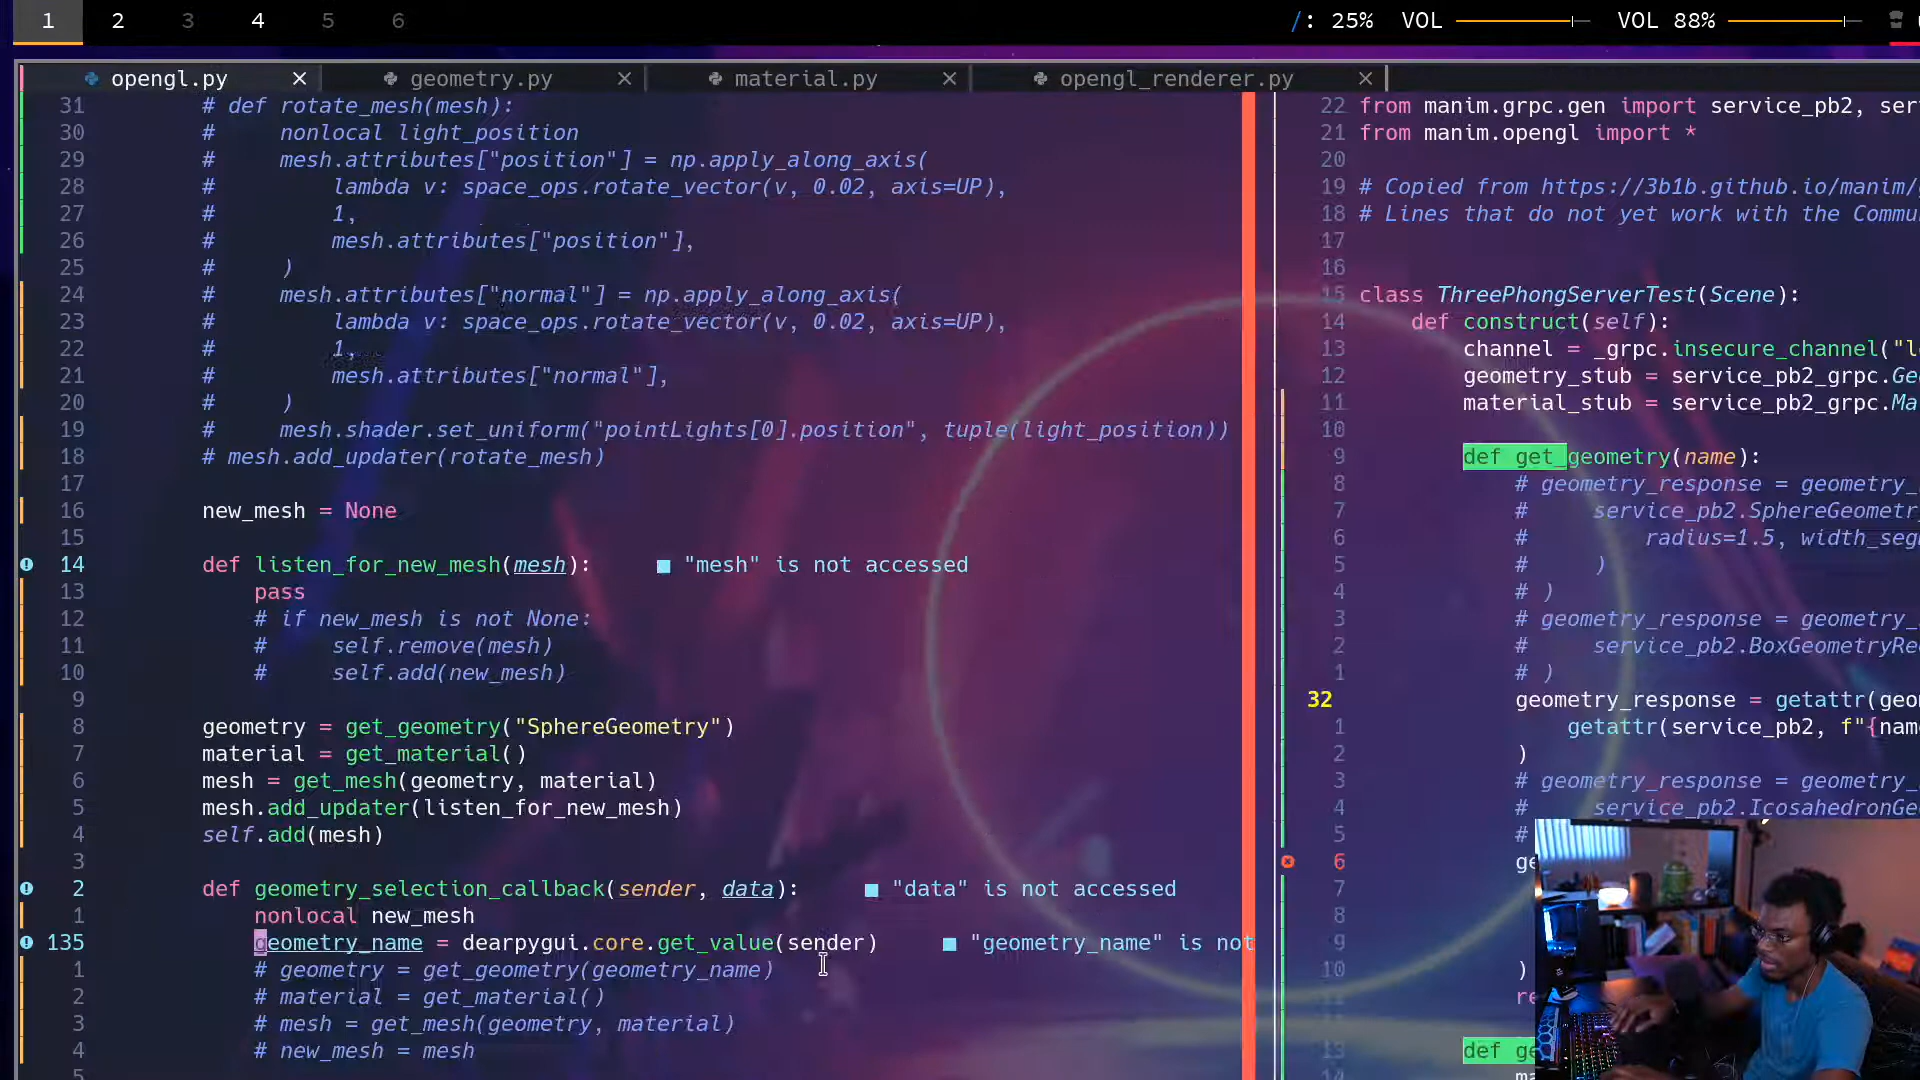 1 2 3 4 5 6
/: 25% VOL VOL 88%
opengl.py geometry.py material.py opengl_renderer.py
31 # def rotate_mesh(mesh):
30 # nonlocal light_position
29 # mesh.attributes["position"] = np.apply_along_axis(
28 # lambda v: space_ops.rotate_vector(v, 0.02, axis=UP),
27 # 1,
26 # mesh.attributes["position"],
25 # )
24 # mesh.attributes["normal"] = np.apply_along_axis(
23 # lambda v: space_ops.rotate_vector(v, 0.02, axis=UP),
22 # 1,
21 # mesh.attributes["normal"],
20 # )
19 # mesh.shader.set_uniform("pointLights[0].position", tuple(light_position))
18 # mesh.add_updater(rotate_mesh)
17
16 new_mesh = None
15
14 def listen_for_new_mesh(mesh): ■ "mesh" is not accessed
13 pass
12 # if new_mesh is not None:
11 # self.remove(mesh)
10 # self.add(new_mesh)
9
8 geometry = get_geometry("SphereGeometry")
7 material = get_material()
6 mesh = get_mesh(geometry, material)
5 mesh.add_updater(listen_for_new_mesh)
4 self.add(mesh)
3
2 def geometry_selection_callback(sender, data): ■ "data" is not accessed
1 nonlocal new_mesh
135 geometry_name = dearpygui.core.get_value(sender) ■ "geometry_name" is not
1 # geometry = get_geometry(geometry_name)
2 # material = get_material()
3 # mesh = get_mesh(geometry, material)
4 # new_mesh = mesh
5
22 from manim.grpc.gen import service_pb2, ser
21 from manim.opengl import *
20
19 # Copied from https://3b1b.github.io/manim/
18 # Lines that do not yet work with the Commu
17
16
15 class ThreePhongServerTest(Scene):
14 def construct(self):
13 channel = _grpc.insecure_channel("l
12 geometry_stub = service_pb2_grpc.Ge
11 material_stub = service_pb2_grpc.Ma
10
9 def get_geometry(name):
8 # geometry_response = geometry_
7 # service_pb2.SphereGeometr
6 # radius=1.5, width_seg
5 # )
4 # )
3 # geometry_response = geometry_
2 # service_pb2.BoxGeometryRe
1 # )
32 geometry_response = getattr(geo
1 getattr(service_pb2, f"{nam
2 )
3 # geometry_response = geometry_
4 # service_pb2.IcosahedronGe
5 #
6 ge
7
8
9
10 )
re
13 def ge
14 ma